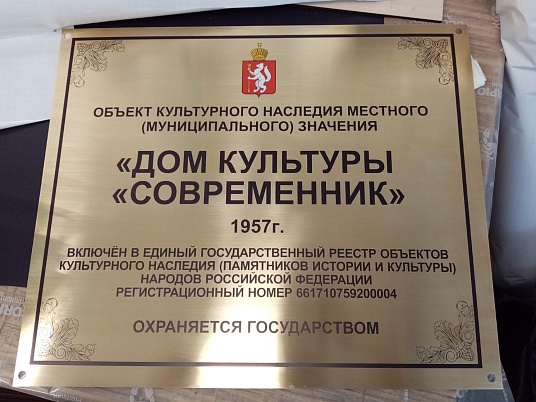 ОБЪЕКТ КУЛЬТУРНОГО НАСЛЕДИЯ МЕСТНОГО
(МУНИЦИПАЛЬНОГО) ЗНАЧЕНИЯ
«ДОМ КУЛЬТУРЫ
«СОВРЕМЕННИК»
1957г.
ВКЛЮЧЁН В ЕДИНЫЙ ГОСУДАРСТВЕННЫЙ РЕЕСТР ОБЪЕКТОВ
КУЛЬТУРНОГО НАСЛЕДИЯ (ПАМЯТНИКОВ ИСТОРИИ И КУЛЬТУРЫ)
НАРОДОВ РОССИЙСКОЙ ФЕДЕРАЦИИ
РЕГИСТРАЦИОННЫЙ НОМЕР 661710759200004
ОХРАНЯЕТСЯ ГОСУДАРСТВОМ